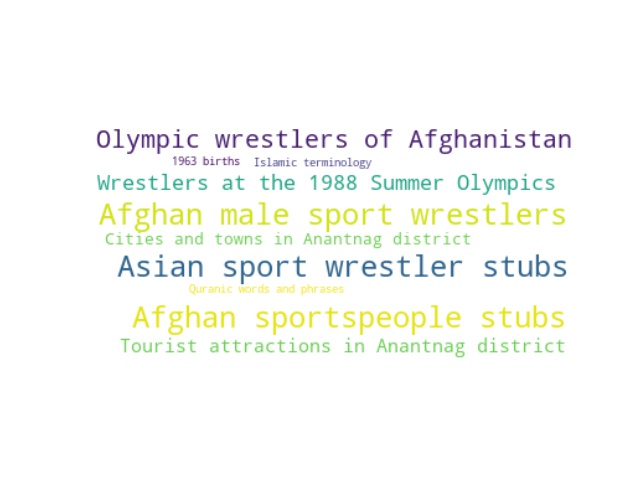 Olympic wrestlers of Afghanistan
1963 births Islamic terminology
Wrestlers at the 1988 Summer Olympics
Afghan male sport wrestlers
Cities and towns in Anantnag district
Asian sport wrestler stubs
Quranic words and phrases
Afghan sportspeople stubs
Tourist attractions in Anantnag district